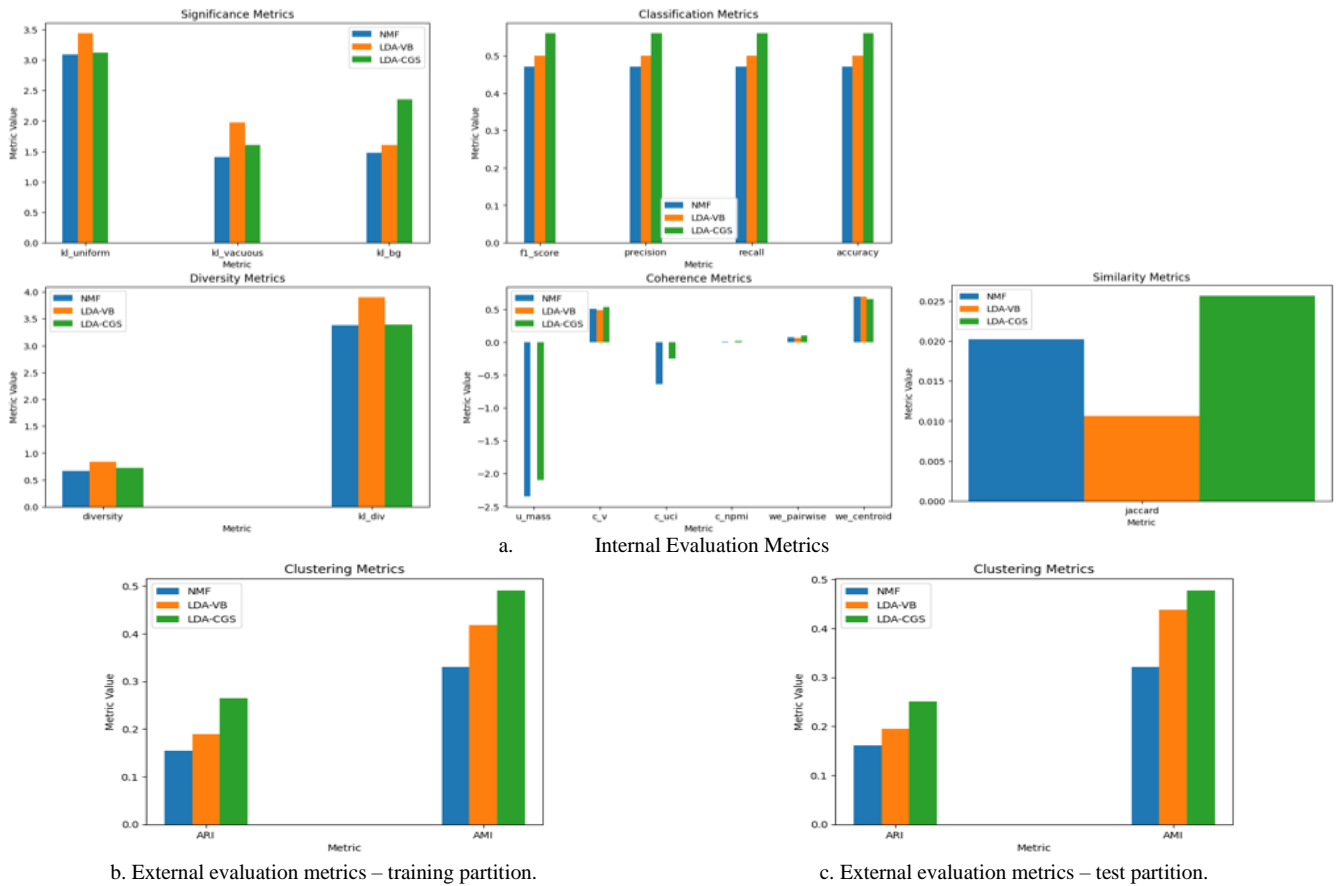 Significance Metrics
Metric Value
3.5
3.0
2.5
2.0
1.5
1.0
0.5
0.0
NMF
LDA-VB
LDA-CGS
kl_uniform kl_vacuous kl_bg
Metric
Classification Metrics
Metric Value
0.5
0.4
0.3
0.2
0.1
0.0
NMF
LDA-VB
LDA-CGS
f1_score precision recall accuracy
Metric
Diversity Metrics
Metric Value
4.0
3.5
3.0
2.5
2.0
1.5
1.0
0.5
0.0
NMF
LDA-VB
LDA-CGS
diversity kl_div
Metric
Coherence Metrics
Metric Value
0.5
0.0
−0.5
−1.0
−1.5
−2.0
−2.5
NMF
LDA-VB
LDA-CGS
u_mass c_v c_uci c_npmi we_pairwise we_centroid
Metric
Similarity Metrics
Metric Value
0.025
0.020
0.015
0.010
0.005
0.000
NMF
LDA-VB
LDA-CGS
jaccard
Metric
a. Internal Evaluation Metrics
Clustering Metrics
Metric Value
0.5
0.4
0.3
0.2
0.1
0.0
NMF
LDA-VB
LDA-CGS
ARI AMI
Metric
b. External evaluation metrics – training partition.
Clustering Metrics
Metric Value
0.5
0.4
0.3
0.2
0.1
0.0
NMF
LDA-VB
LDA-CGS
ARI AMI
Metric
c. External evaluation metrics – test partition.